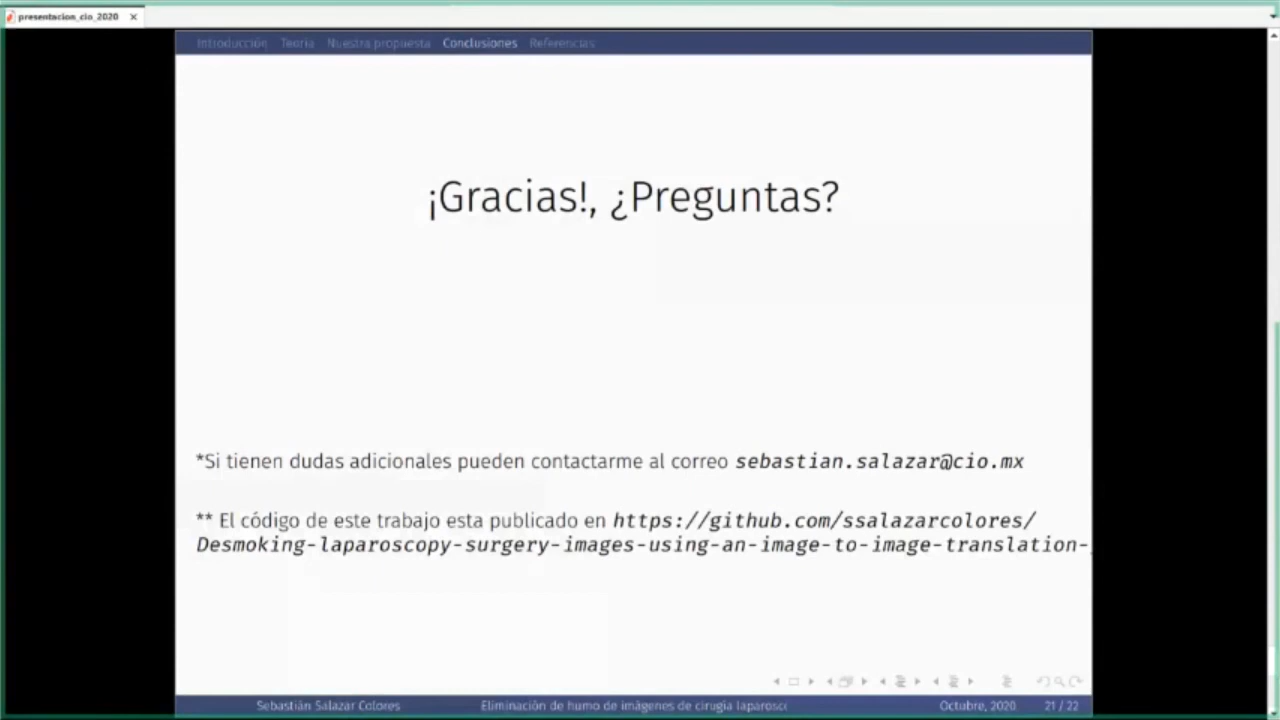 presentacion_cio_2020
Introducción Teoría Nuestra propuesta Conclusiones Referencias
¡Gracias!, ¿Preguntas?
*Si tienen dudas adicionales pueden contactarme al correo sebastian.salazar@cio.mx
** El código de este trabajo esta publicado en https://github.com/ssalazarcolores/
Desmoking-laparoscopy-surgery-images-using-an-image-to-image-translation-
Sebastián Salazar Colores Eliminación de humo de imágenes de cirugía laparosc Octubre, 2020 21 / 22